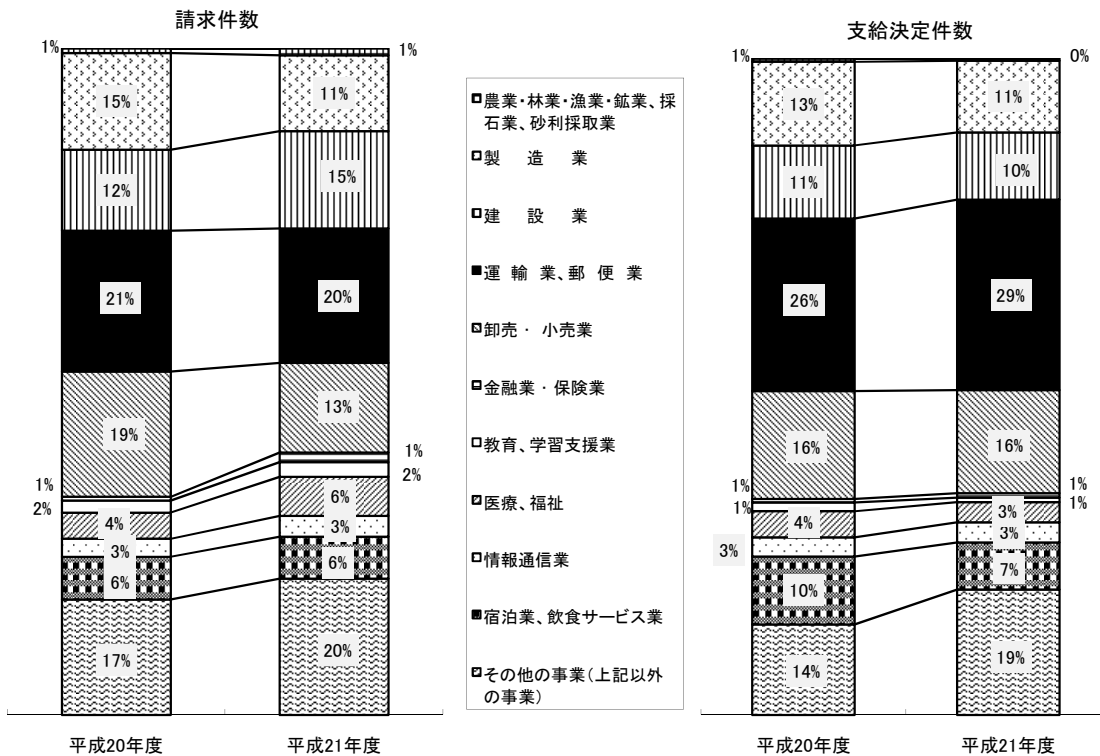 請求件数
1%
15%
12%
21%
19%
1%
2%
4%
3%
6%
17%
平成20年度
1%
11%
15%
20%
13%
1%
2%
6%
3%
6%
20%
平成21年度
農業・林業・漁業・鉱業、採
石業、砂利採取業
製 造 業
建 設 業
運 輸 業、郵 便 業
卸売・ 小売業
金融業・保険業
教育、学習支援業
医療、福祉
情報通信業
宿泊業、飲食サービス業
その他の事業(上記以外
の事業)
支給決定件数
1%
13%
11%
26%
16%
1%
1%
4%
3%
10%
14%
平成20年度
0%
11%
10%
29%
16%
1%
1%
3%
3%
7%
19%
平成21年度